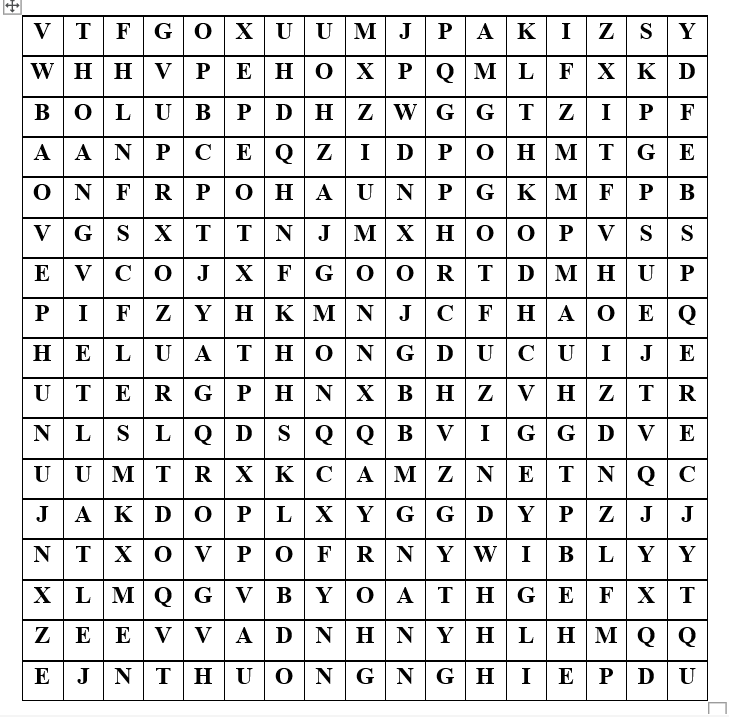 V T F G O X U U M J P A K I Z S Y
W H H V P E H O X P Q M L F X K D
B O L U B P D H Z W G G T Z I P F
A A N P C E Q Z I D P O H M T G E
O N F R P O H A U N P G K M F P B
V G S X T T N J M X H O O P V S S
E V C O J X F G O O R T D M H U P
P I F Z Y H K M N J C F H A O E Q
H E L U A T H O N G D U C U I J E
U T E R G P H N X B H Z V H Z T R
N L S L Q D S Q Q B V I G G D V E
U U M T R X K C A M Z N E T N Q C
J A K D O P L X Y G G D Y P Z J J
N T X O V P O F R N Y W I B L Y Y
X L M Q G V B Y O A T H G E F X T
Z E E V V A D N H N Y H L H M Q Q
E J N T H U O N G N G H I E P D U